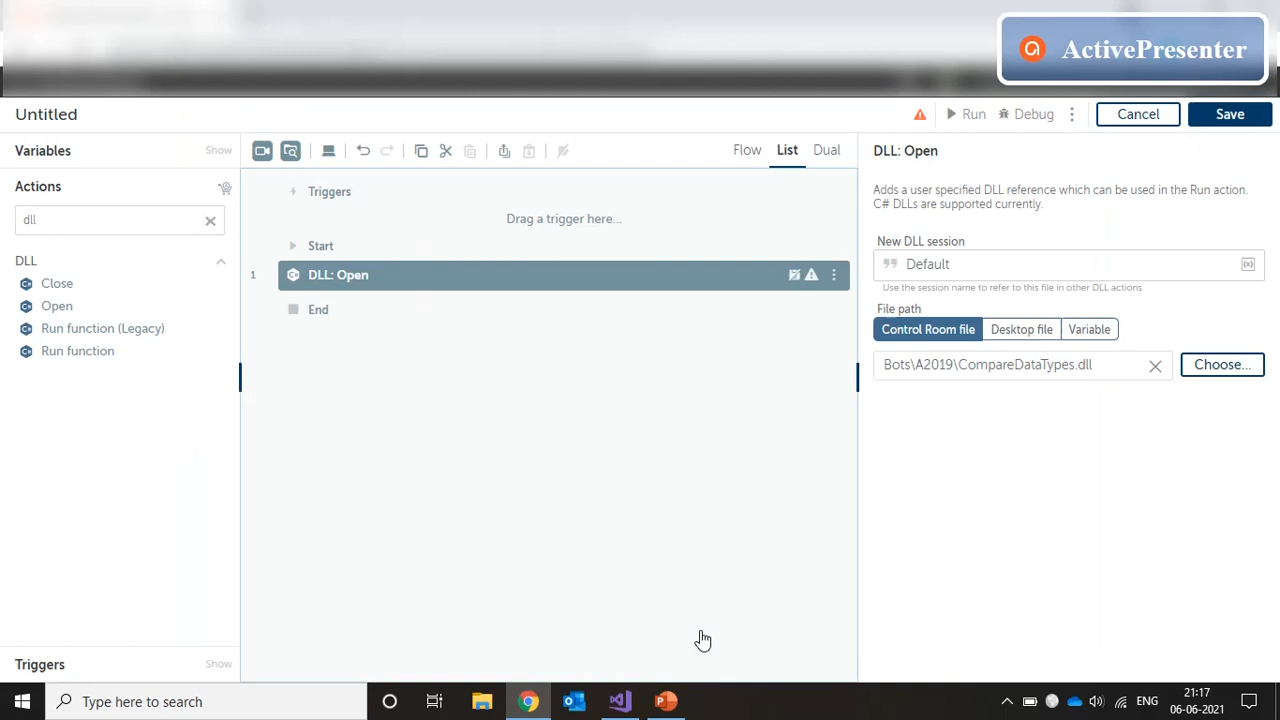 ActivePresenter
Untitled
Run
Debug
Cancel
Save
Variables
Show
Flow
List
Dual
DLL: Open
Actions
dll
Triggers
Drag a trigger here...
Start
1
DLL: Open
End
Adds a user specified DLL reference which can be used in the Run action.
C# DLLs are supported currently.
New DLL session
Default
(x)
Use the session name to refer to this file in other DLL actions
File path
Control Room file
Desktop file
Variable
Bots\A2019\CompareDataTypes.dll
Choose...
DLL
Close
Open
Run function (Legacy)
Run function
Triggers
Show
Type here to search
ENG
21:17
06-06-2021